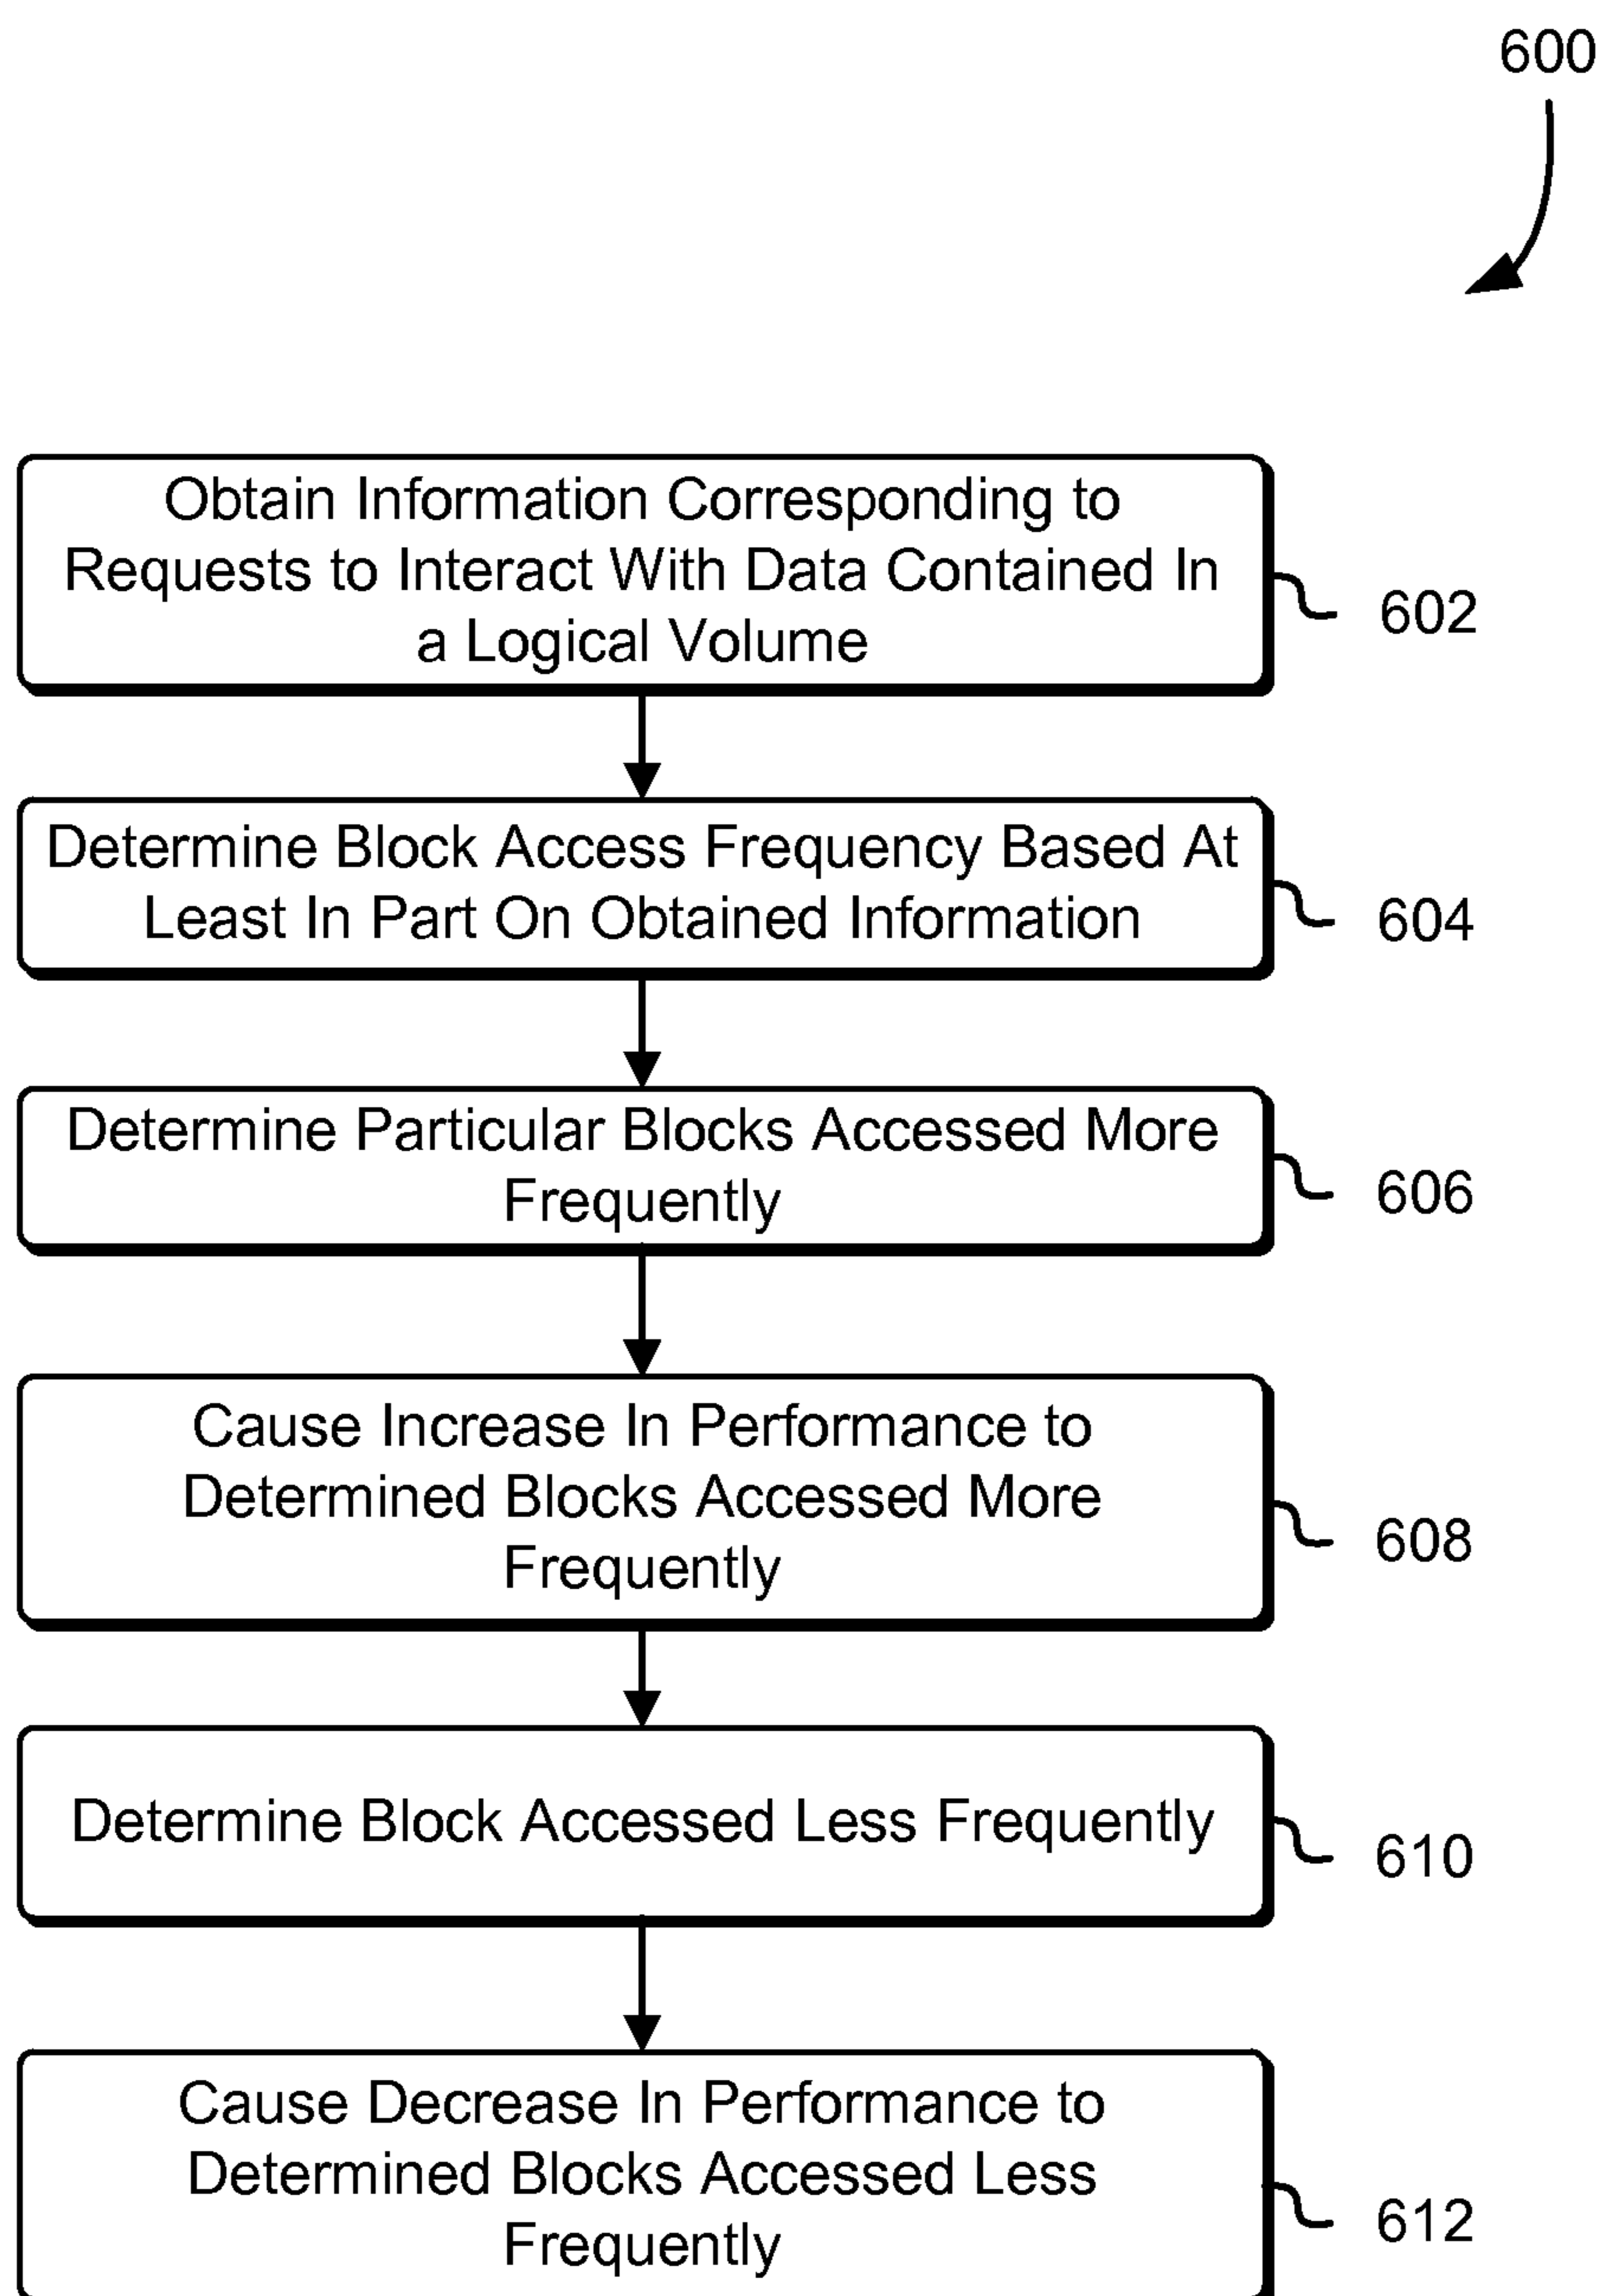 600
Obtain Information Corresponding to
Requests to Interact With Data Contained In
a Logical Volume
602
Determine Block Access Frequency Based At
Least In Part On Obtained Information
604
Determine Particular Blocks Accessed More
Frequently
606
Cause Increase In Performance to
Determined Blocks Accessed More
Frequently
608
Determine Block Accessed Less Frequently
610
Cause Decrease In Performance to
Determined Blocks Accessed Less
Frequently
612